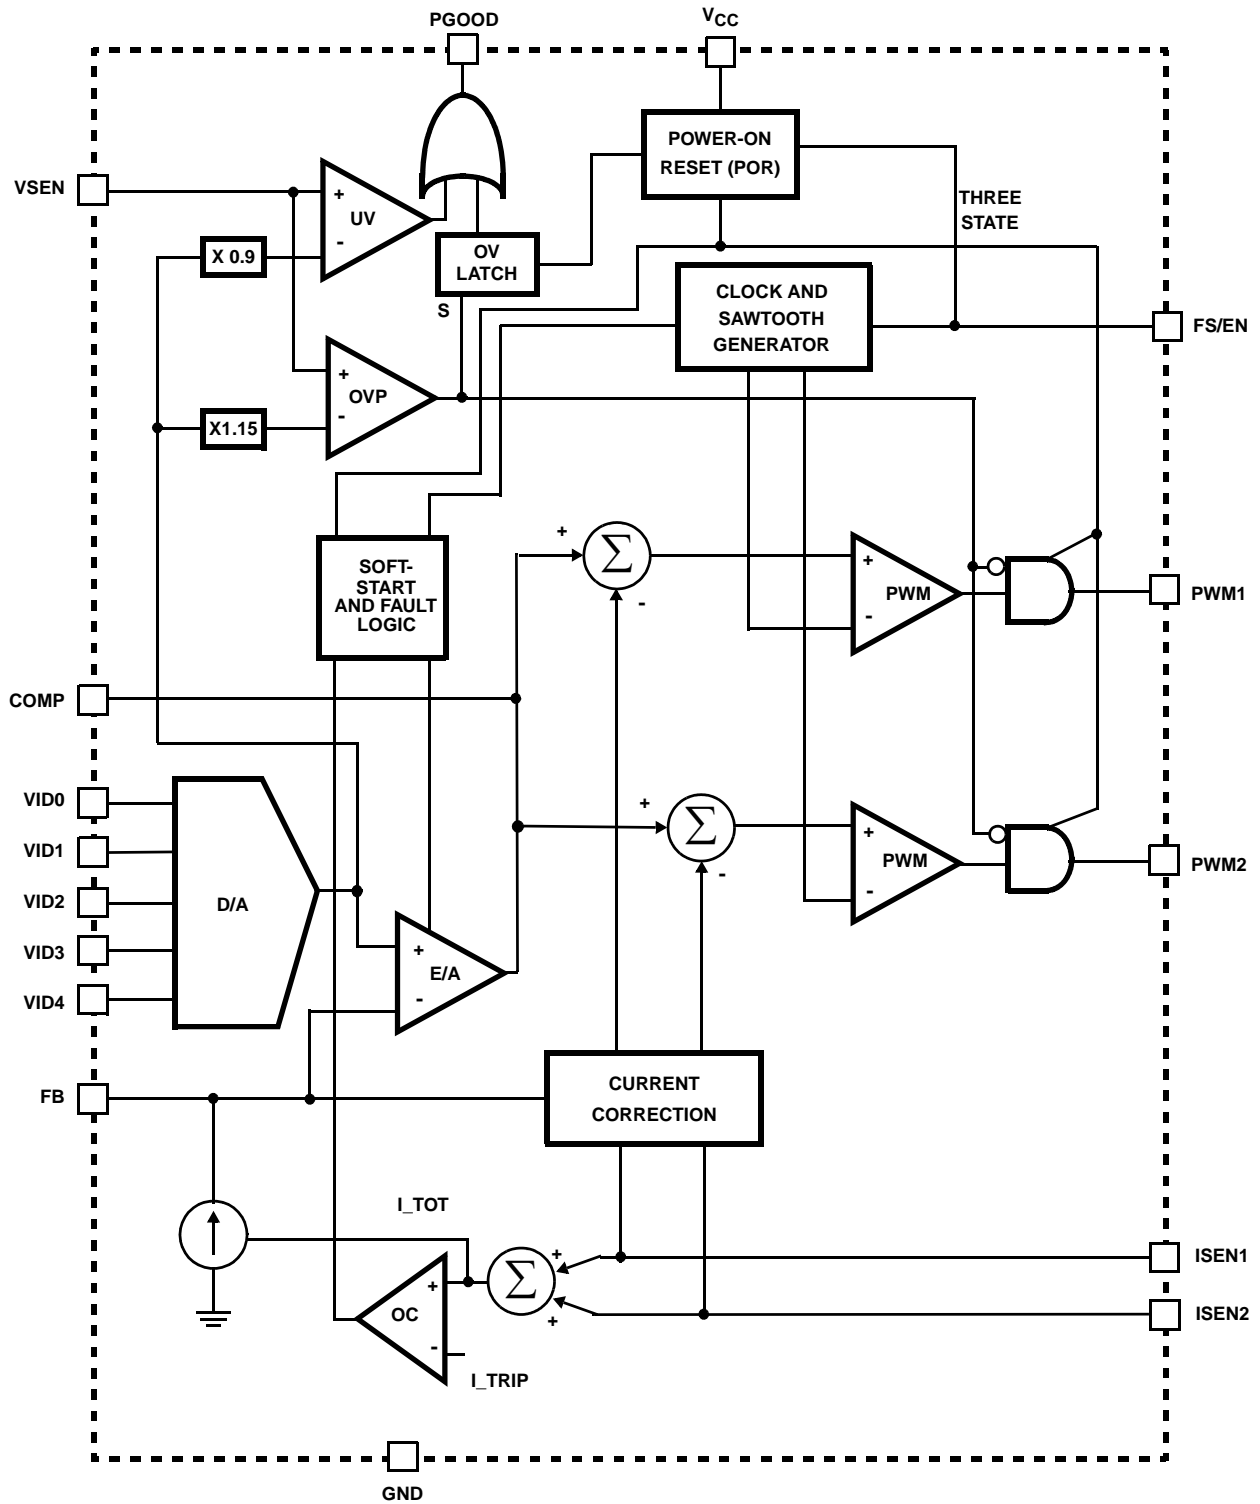 PGOOD
VCC
POWER-ON
RESET (POR)
VSEN
+
UV
-
THREE
STATE
X 0.9
OV
LATCH
S
CLOCK AND
SAWTOOTH
GENERATOR
FS/EN
+
OVP
-
X1.15
SOFT-
START
AND FAULT
LOGIC
+
Σ
-
+
PWM
-
PWM1
COMP
VID0
VID1
VID2
VID3
VID4
D/A
+
Σ
-
+
PWM
-
PWM2
+
E/A
-
FB
CURRENT
CORRECTION
I_TOT
+
Σ
+
ISEN1
ISEN2
+
OC
-
I_TRIP
GND